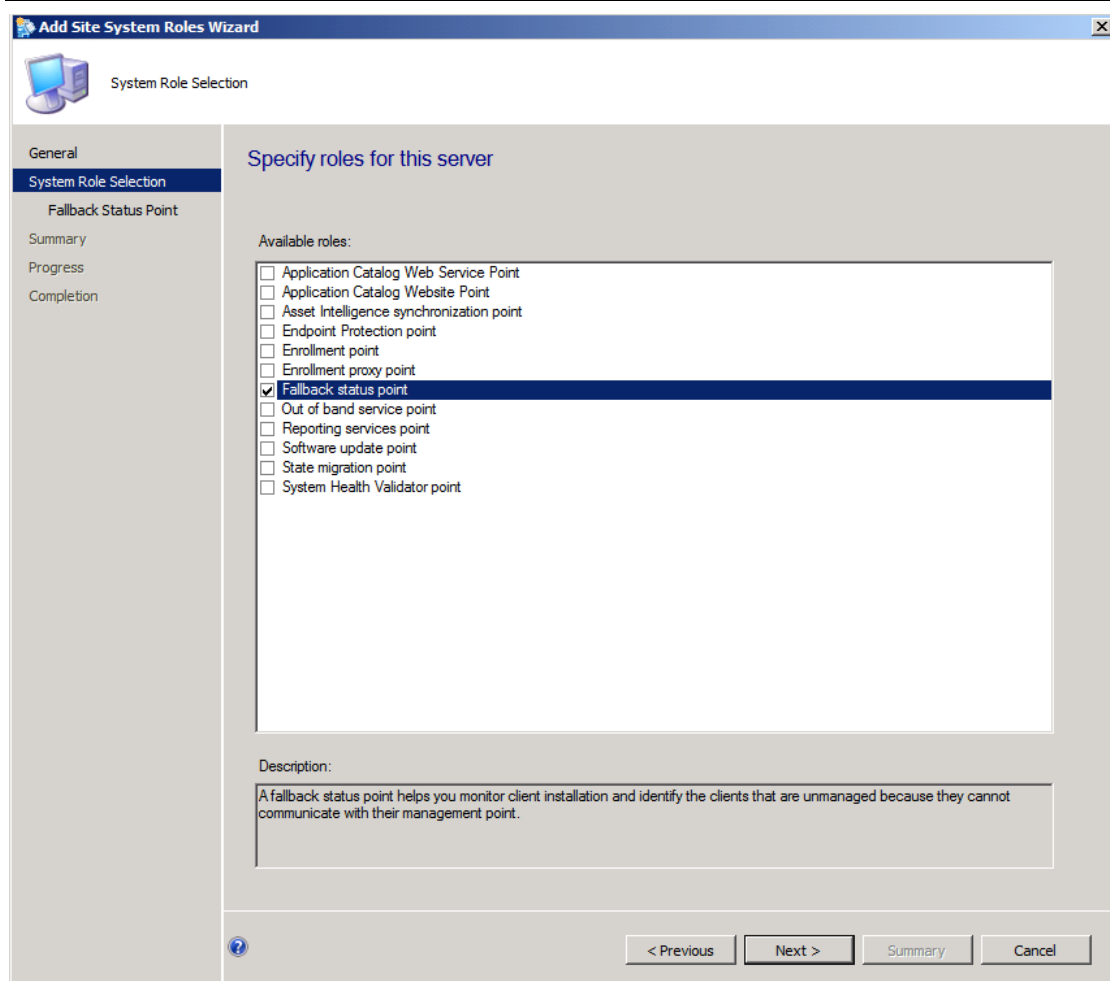 Add Site System Roles Wizard
System Role Selection
General
System Role Selection
Fallback Status Point
Summary
Progress
Completion
Specify roles for this server
Available roles:
Application Catalog Web Service Point
Application Catalog Website Point
Asset Intelligence synchronization point
Endpoint Protection point
Enrollment point
Enrollment proxy point
Fallback status point
Out of band service point
Reporting services point
Software update point
State migration point
System Health Validator point
Description:
A fallback status point helps you monitor client installation and identify the clients that are unmanaged because they cannot
communicate with their management point.
< Previous Next > Summary Cancel